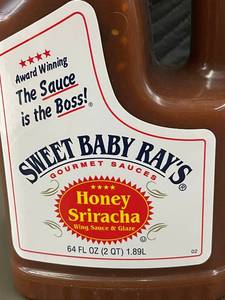 ★★★★
Award Winning
The Sauce
is the Boss!
SWEET BABY RAY'S®
GOURMET SAUCES
★★★★
Honey
Sriracha
Wing Sauce & Glaze
64 FL OZ (2 QT) 1.89L
02